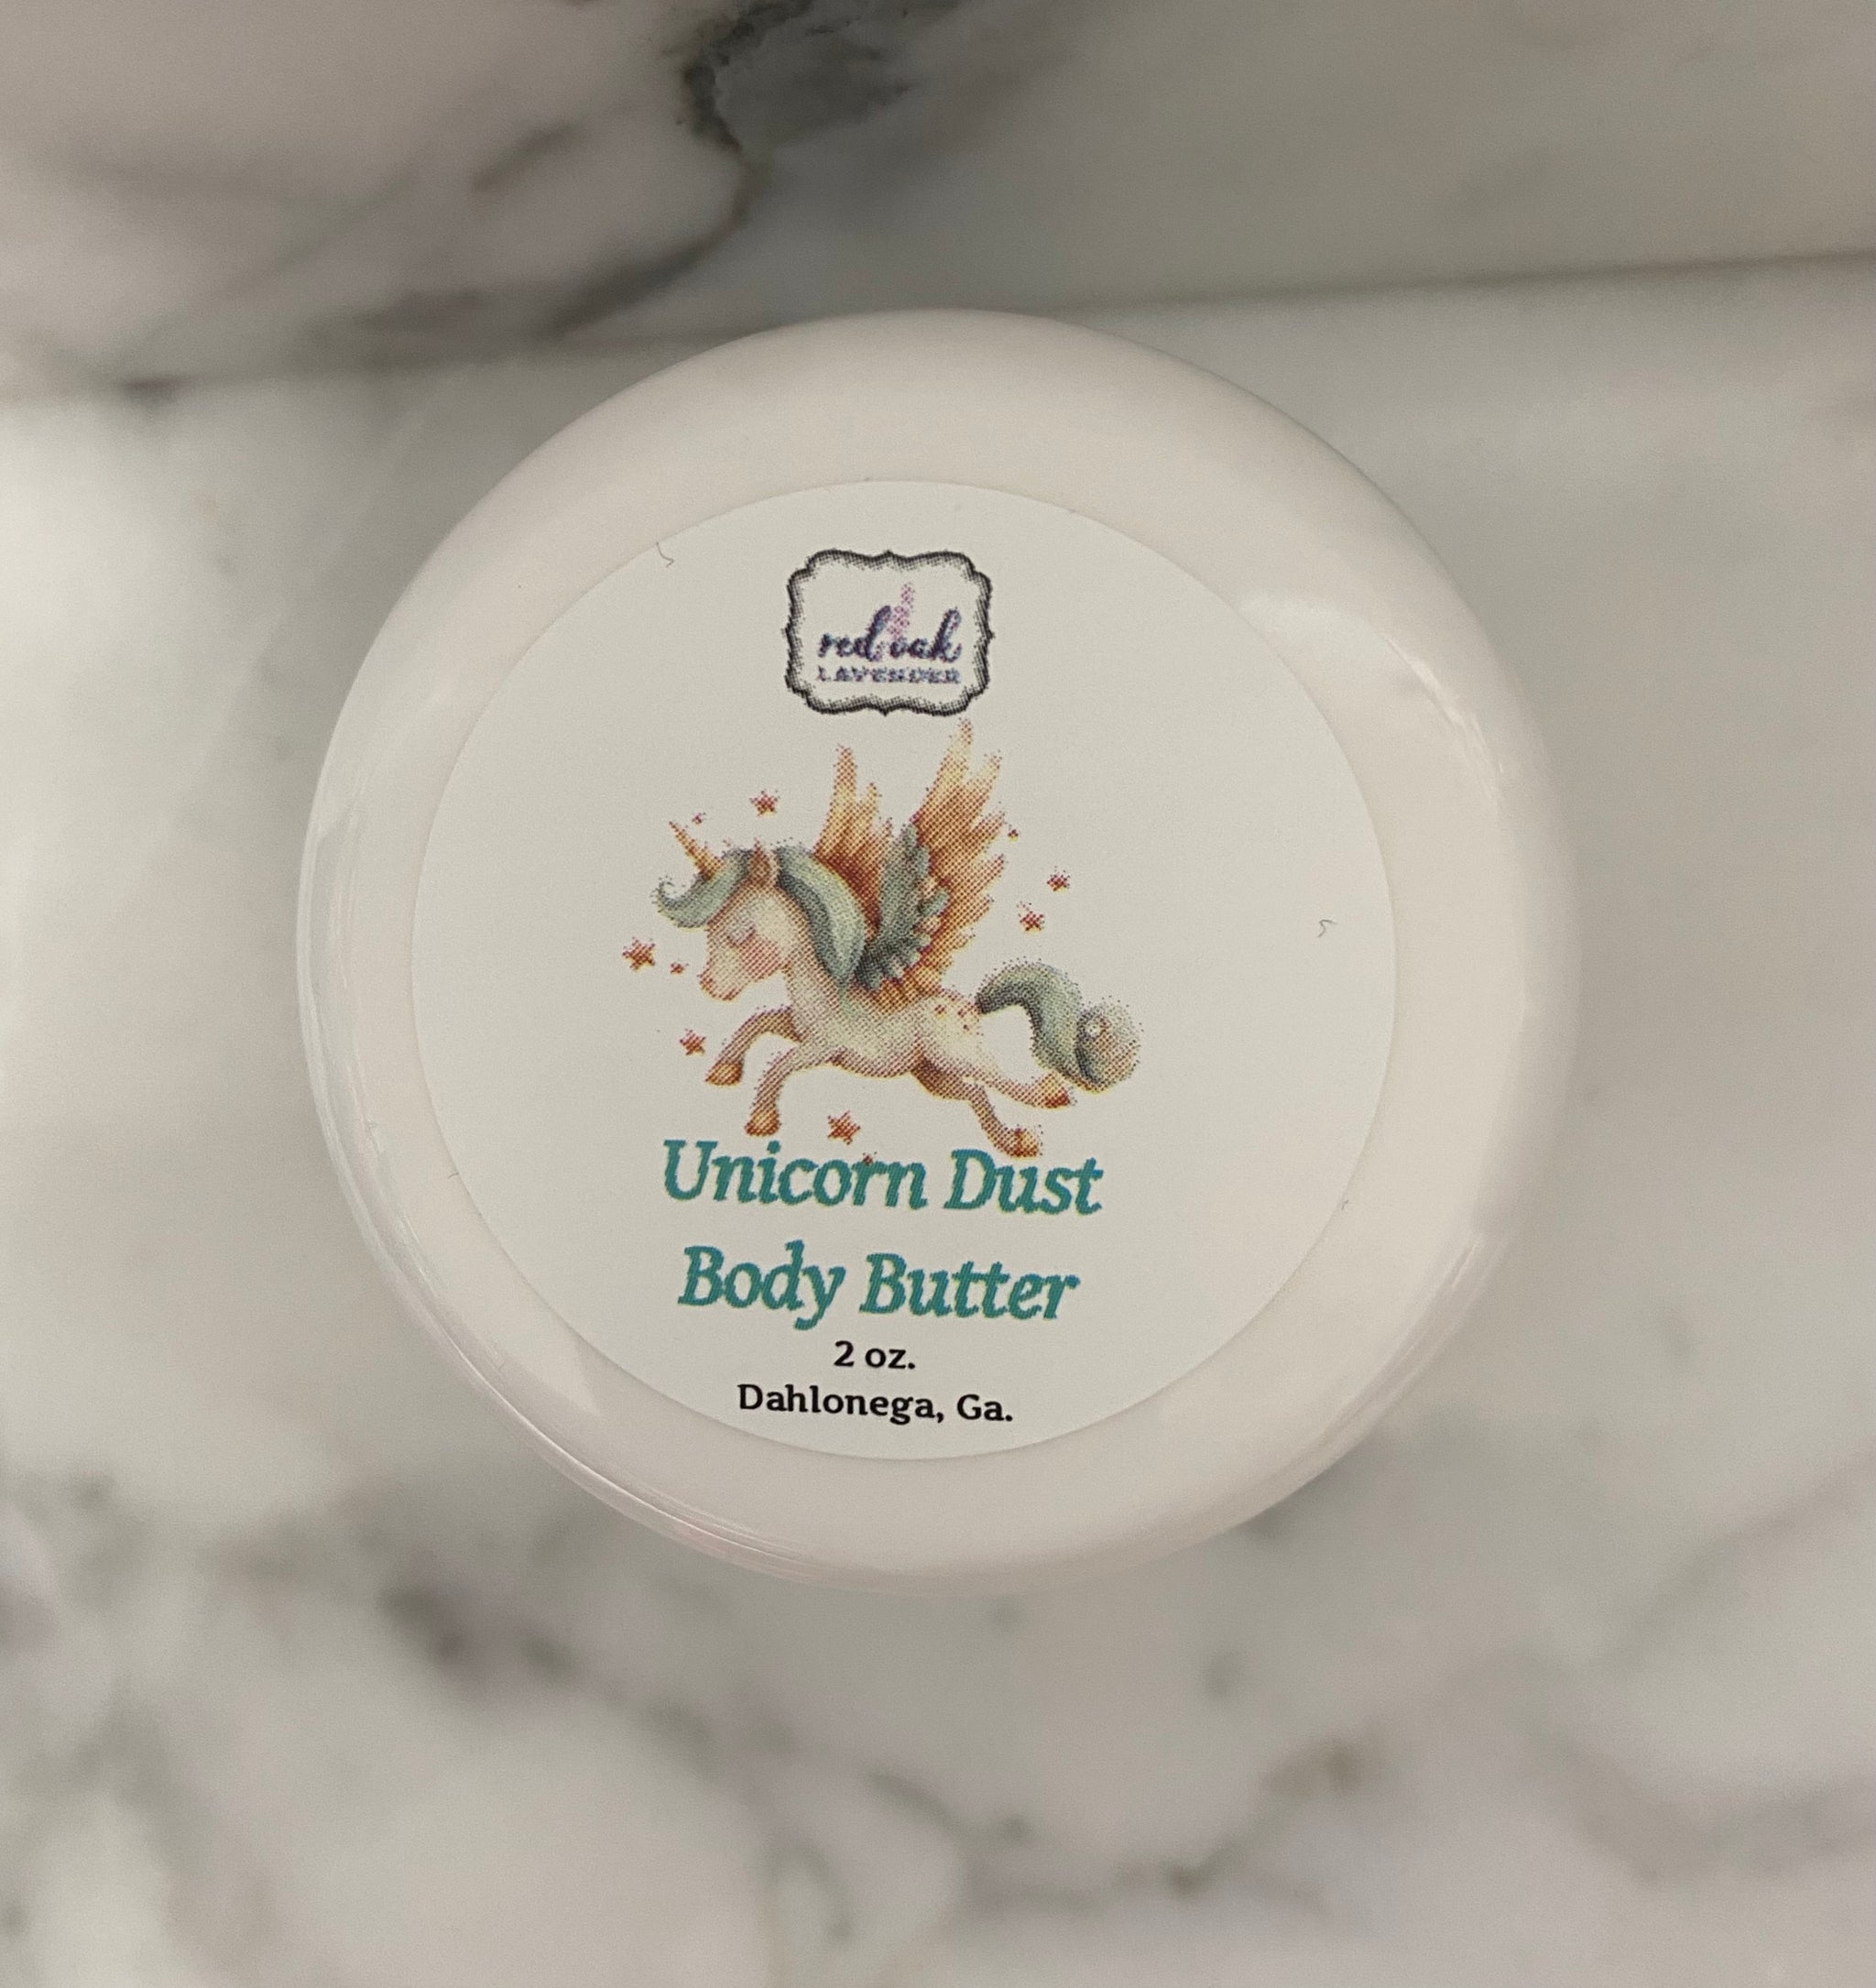 red oak
LAVENDER
Unicorn Dust
Body Butter
2 oz.
Dahlonega, Ga.